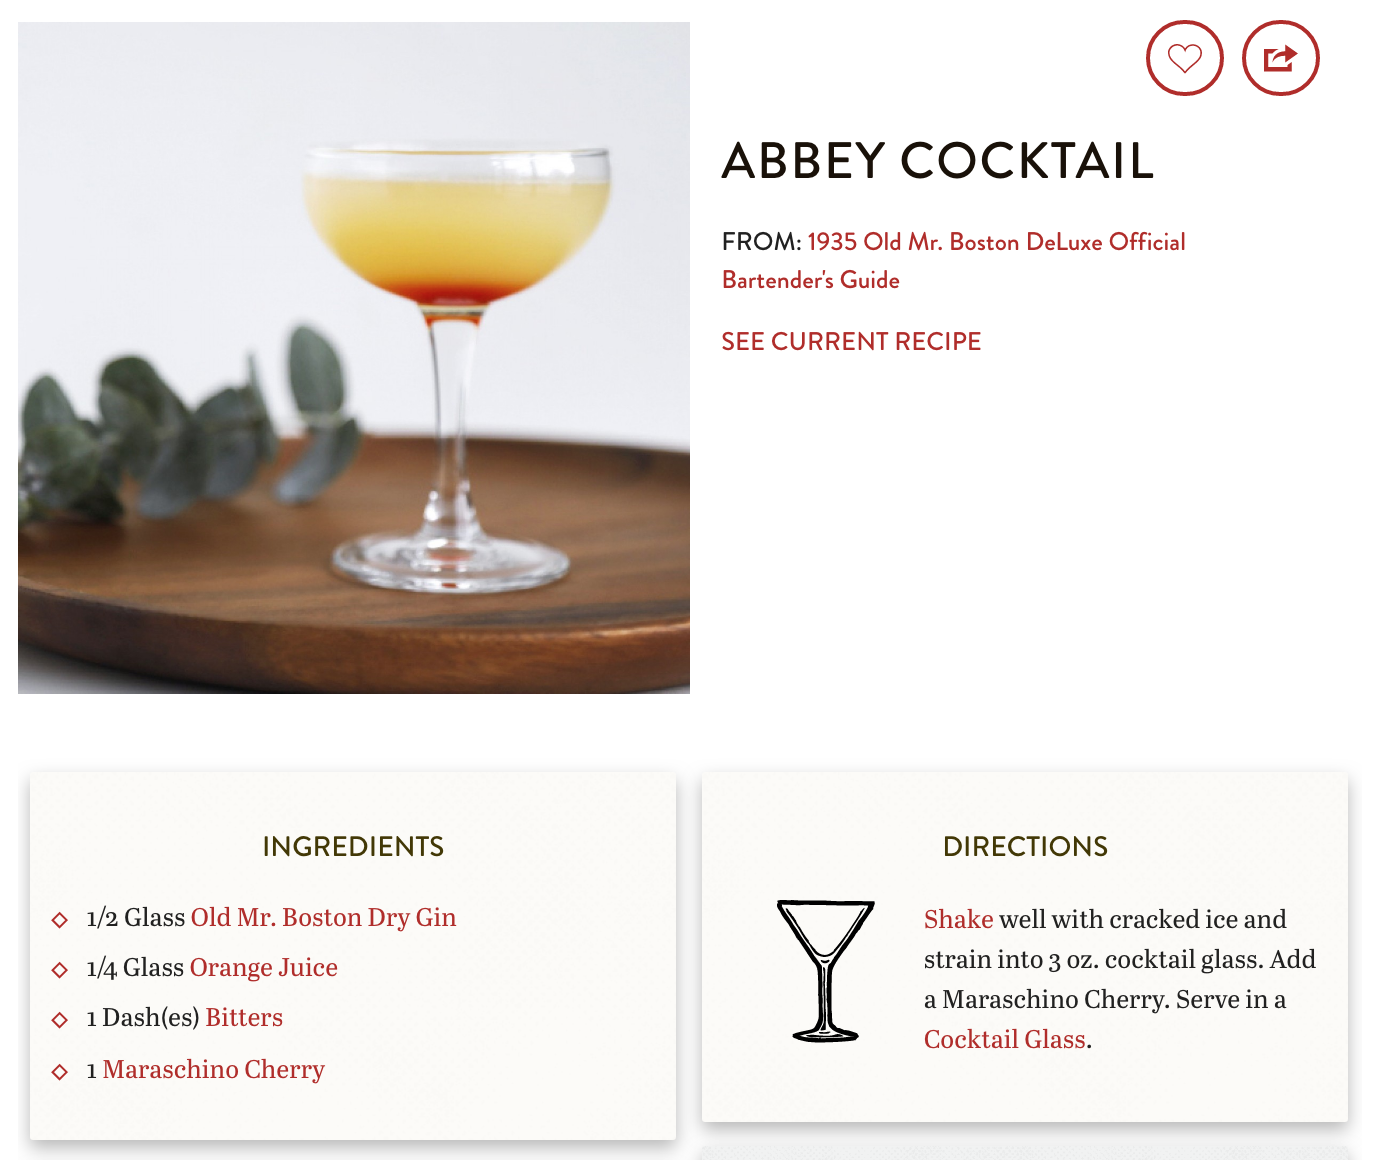 ABBEY COCKTAIL
FROM: 1935 Old Mr. Boston DeLuxe Official
Bartender's Guide
SEE CURRENT RECIPE
INGREDIENTS
1/2 Glass Old Mr. Boston Dry Gin
1/4 Glass Orange Juice
1 Dash(es) Bitters
1 Maraschino Cherry
DIRECTIONS
Shake well with cracked ice and
strain into 3 oz. cocktail glass. Add
a Maraschino Cherry. Serve in a
Cocktail Glass.